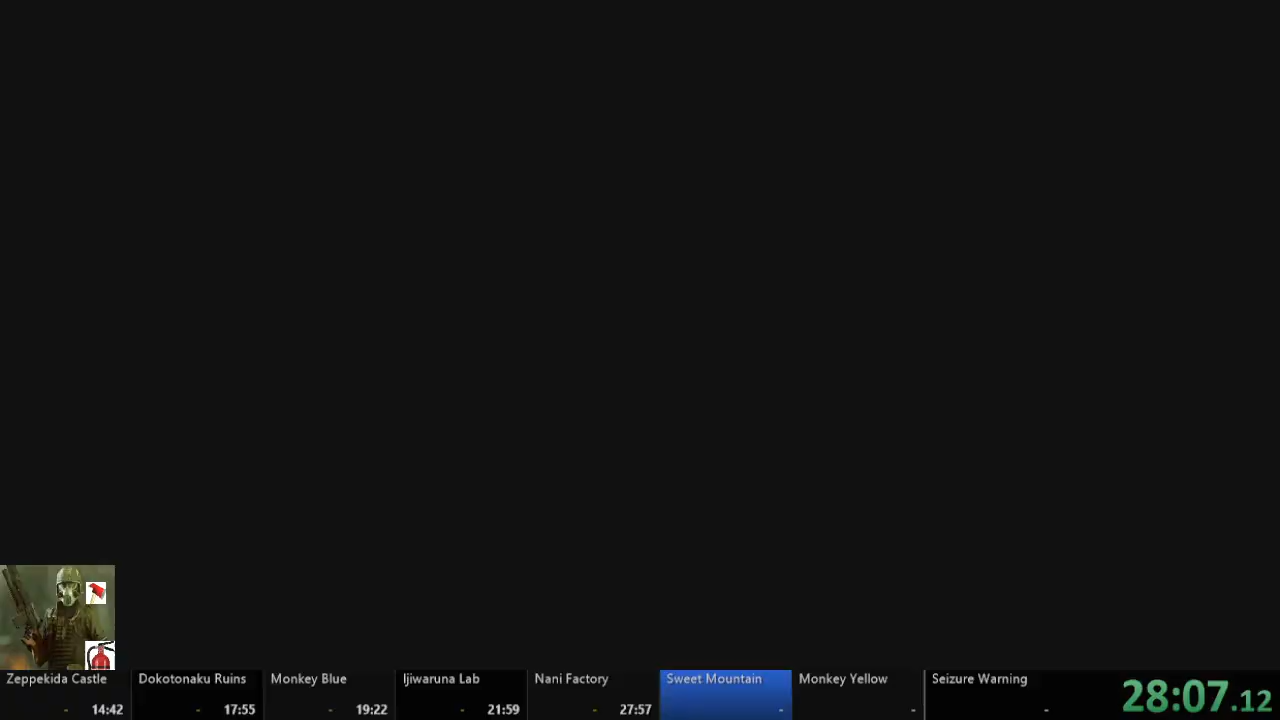 Zeppekida Castle
- 14:42
Dokotonaku Ruins
- 17:55
Monkey Blue
- 19:22
Ijiwaruna Lab
- 21:59
Nani Factory
- 27:57
Sweet Mountain
-
Monkey Yellow
-
Seizure Warning
-
28:07.12